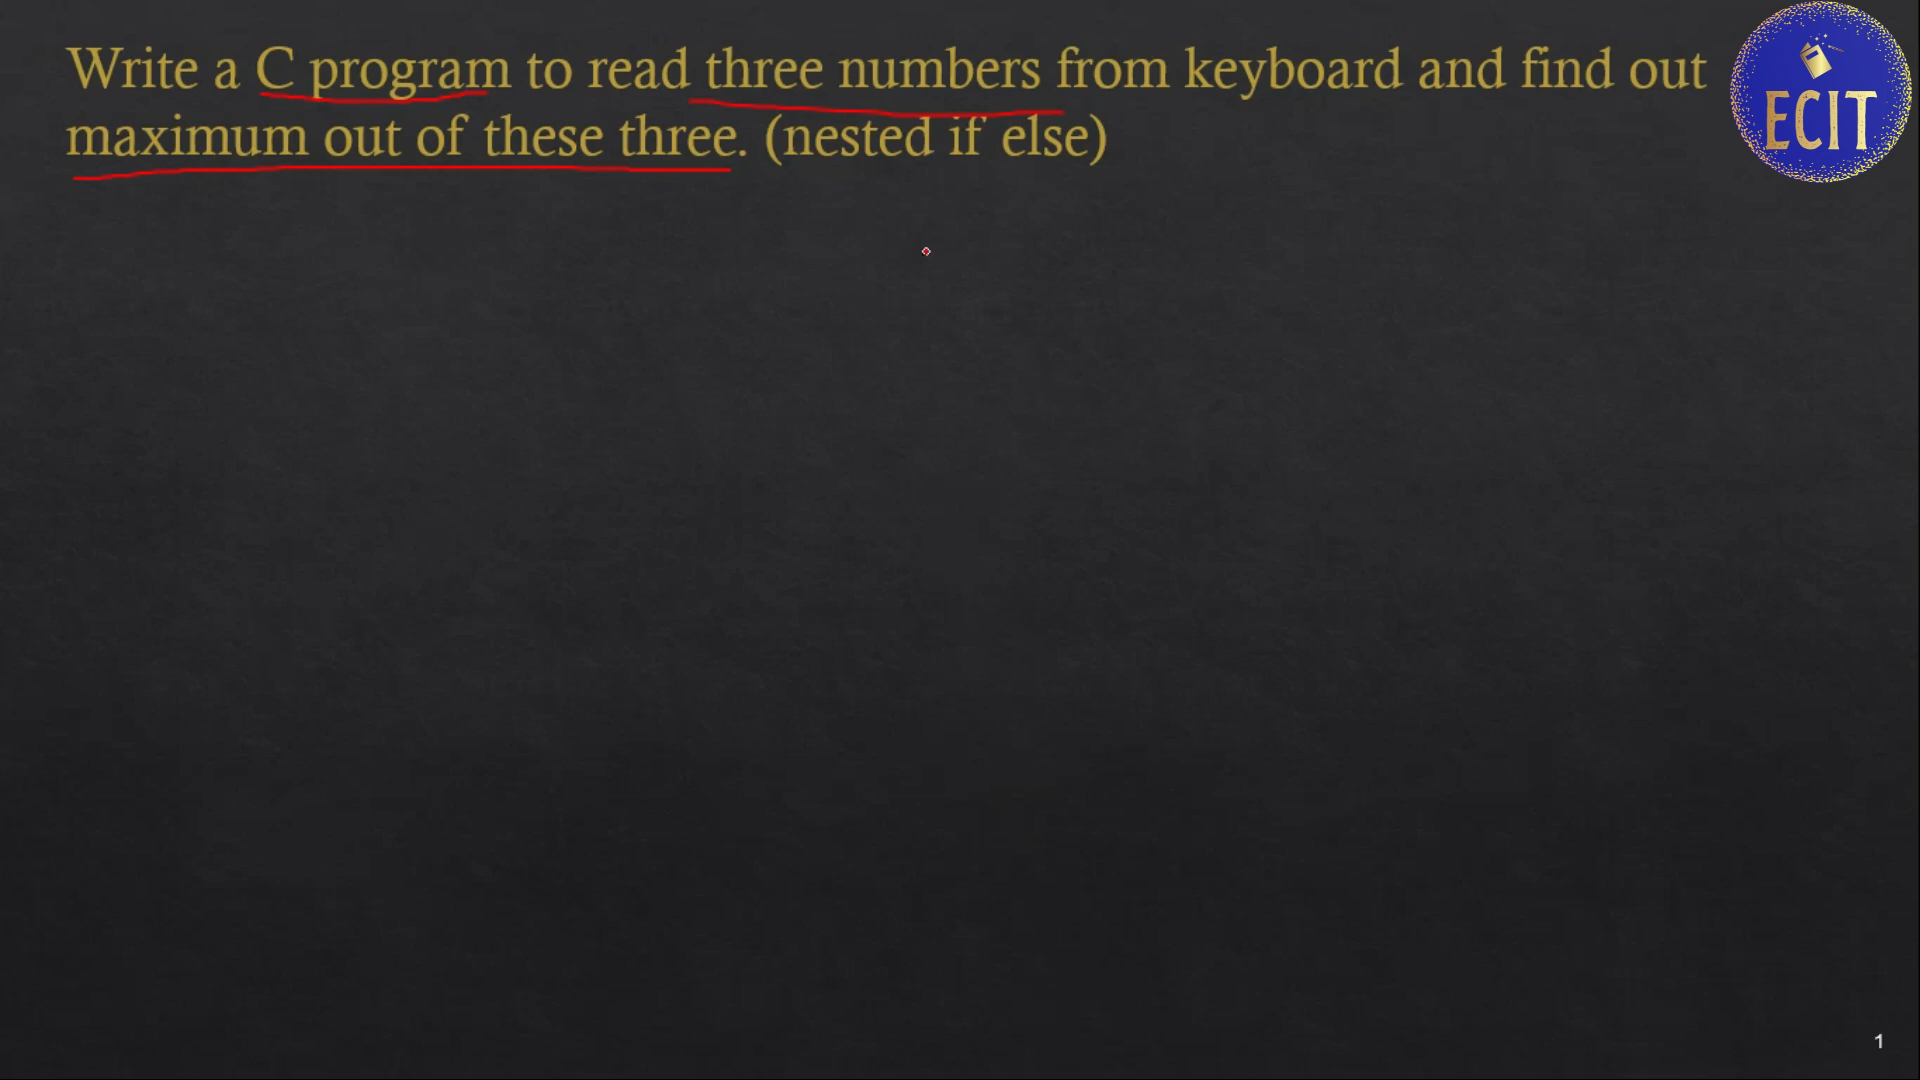 Write a C program to read three numbers from keyboard and find out
maximum out of these three. (nested if else)
ECIT
1